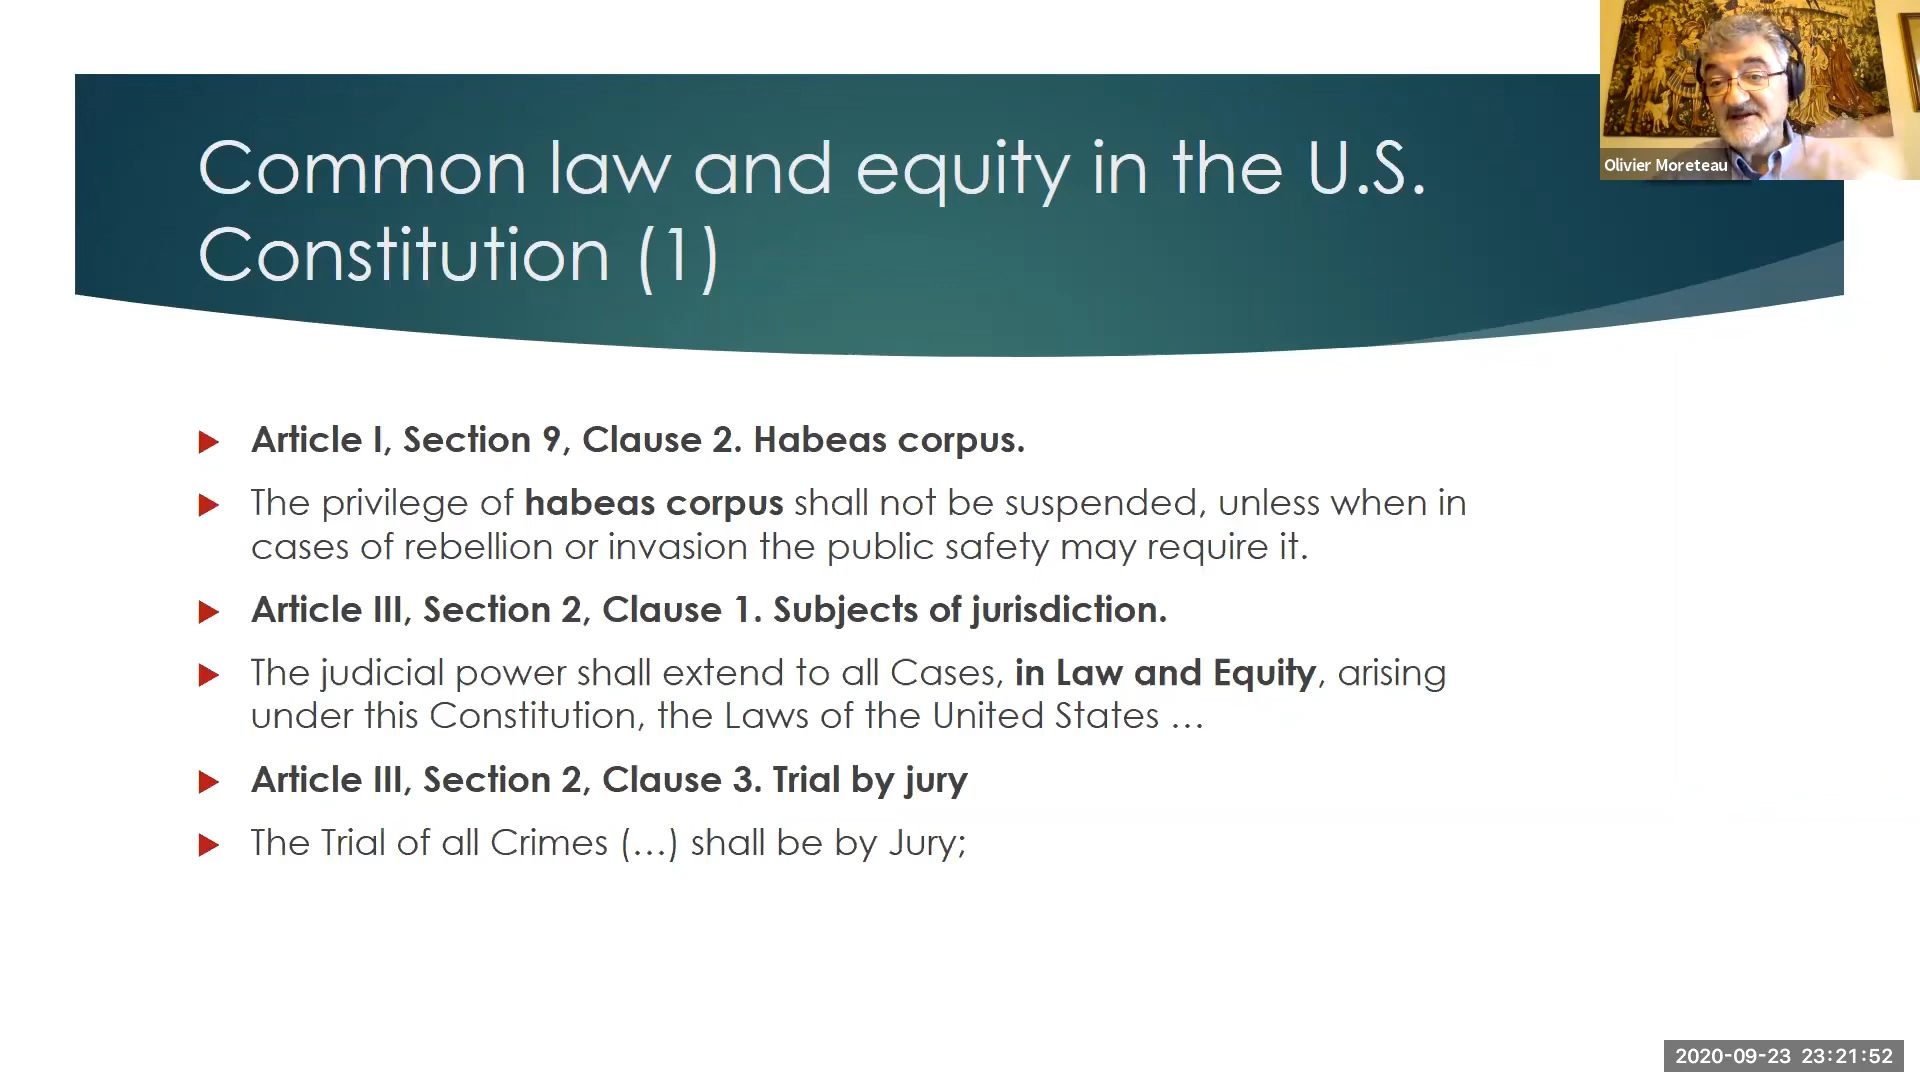 Common law and equity in the U.S.
Constitution (1)
Olivier Moreteau
Article I, Section 9, Clause 2. Habeas corpus.
The privilege of habeas corpus shall not be suspended, unless when in
cases of rebellion or invasion the public safety may require it.
Article III, Section 2, Clause 1. Subjects of jurisdiction.
The judicial power shall extend to all Cases, in Law and Equity, arising
under this Constitution, the Laws of the United States …
Article III, Section 2, Clause 3. Trial by jury
The Trial of all Crimes (…) shall be by Jury;
2020-09-23 23:21:52